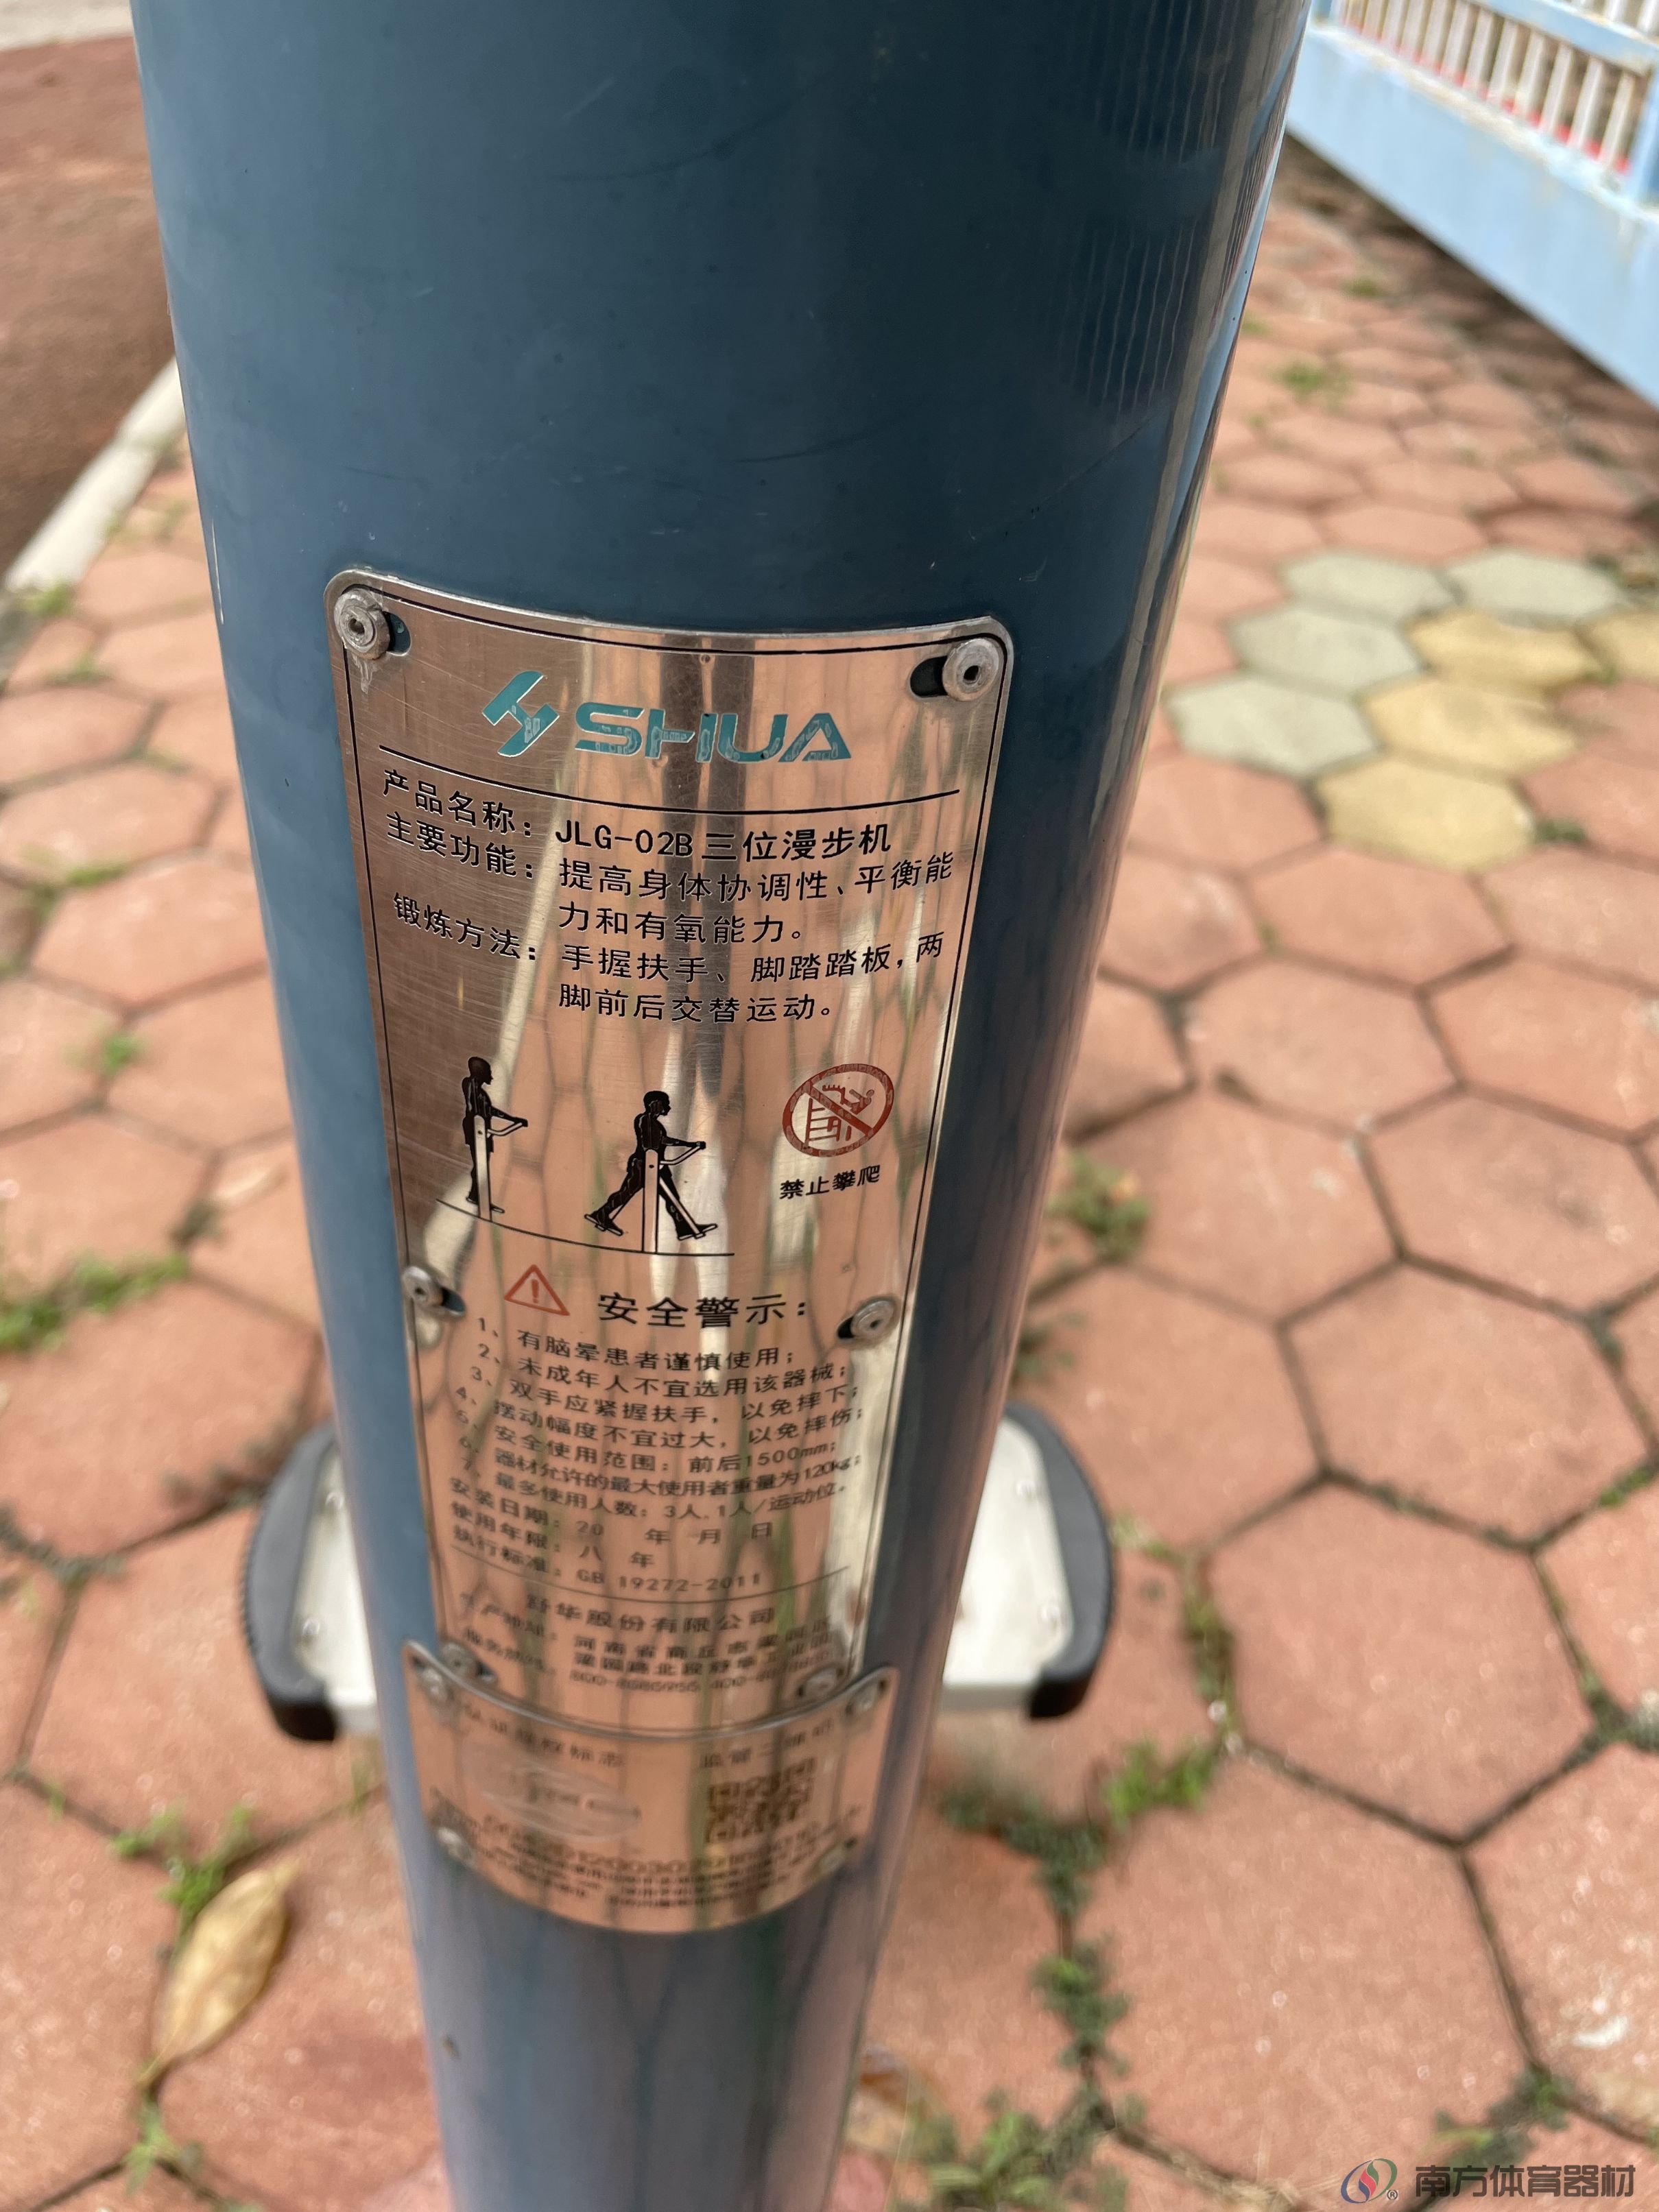 SHUA
产品名称：JLG-02B三位漫步机
主要功能：提高身体协调性、平衡能
力和有氧能力。
锻炼方法：手握扶手、脚踏踏板，两
脚前后交替运动。
禁止攀爬
安全警示：
1、有脑晕患者谨慎使用；
2、未成年人不宜选用该器械；
3、双手应紧握扶手，以免摔下；
4、摆动幅度不宜过大，以免摔伤；
5、安全使用范围：前后1500mm；
6、器材允许的最大使用者重量为120kg；
7、最多使用人数：3人，1人/运动位。
安装日期：20 年 月 日
使用年限：八 年
执行标准：GB 19272-2011
舒华股份有限公司
河南省商丘市
南方体育器材